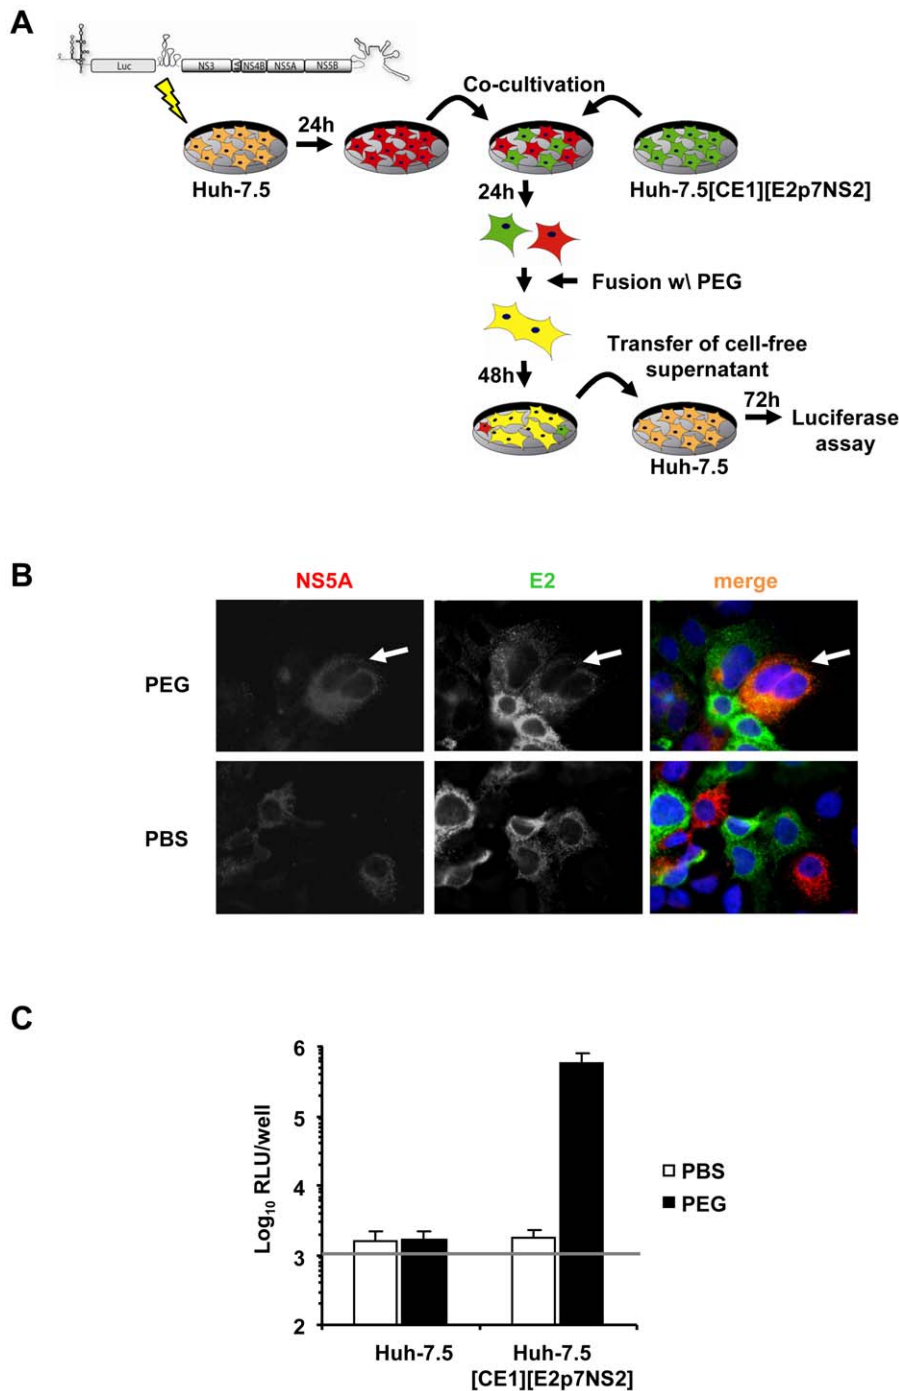 A
Luc
NS3
NS4B
NS5A
NS5B
Co-cultivation
24h
Huh-7.5
Huh-7.5[CE1][E2p7NS2]
24h
Fusion w\ PEG
Transfer of cell-free
supernatant
48h
72h
Luciferase
assay
Huh-7.5
B
NS5A
E2
merge
PEG
PBS
C
Log10 RLU/well
6
5
4
3
2
PBS
PEG
Huh-7.5
Huh-7.5
[CE1][E2p7NS2]